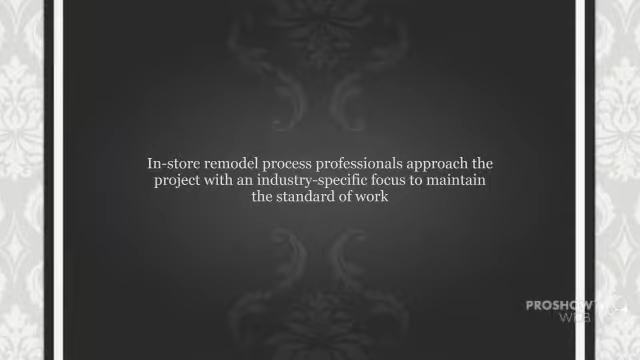 In-store remodel process professionals approach the
project with an industry-specific focus to maintain
the standard of work
PROSHOW
WEB